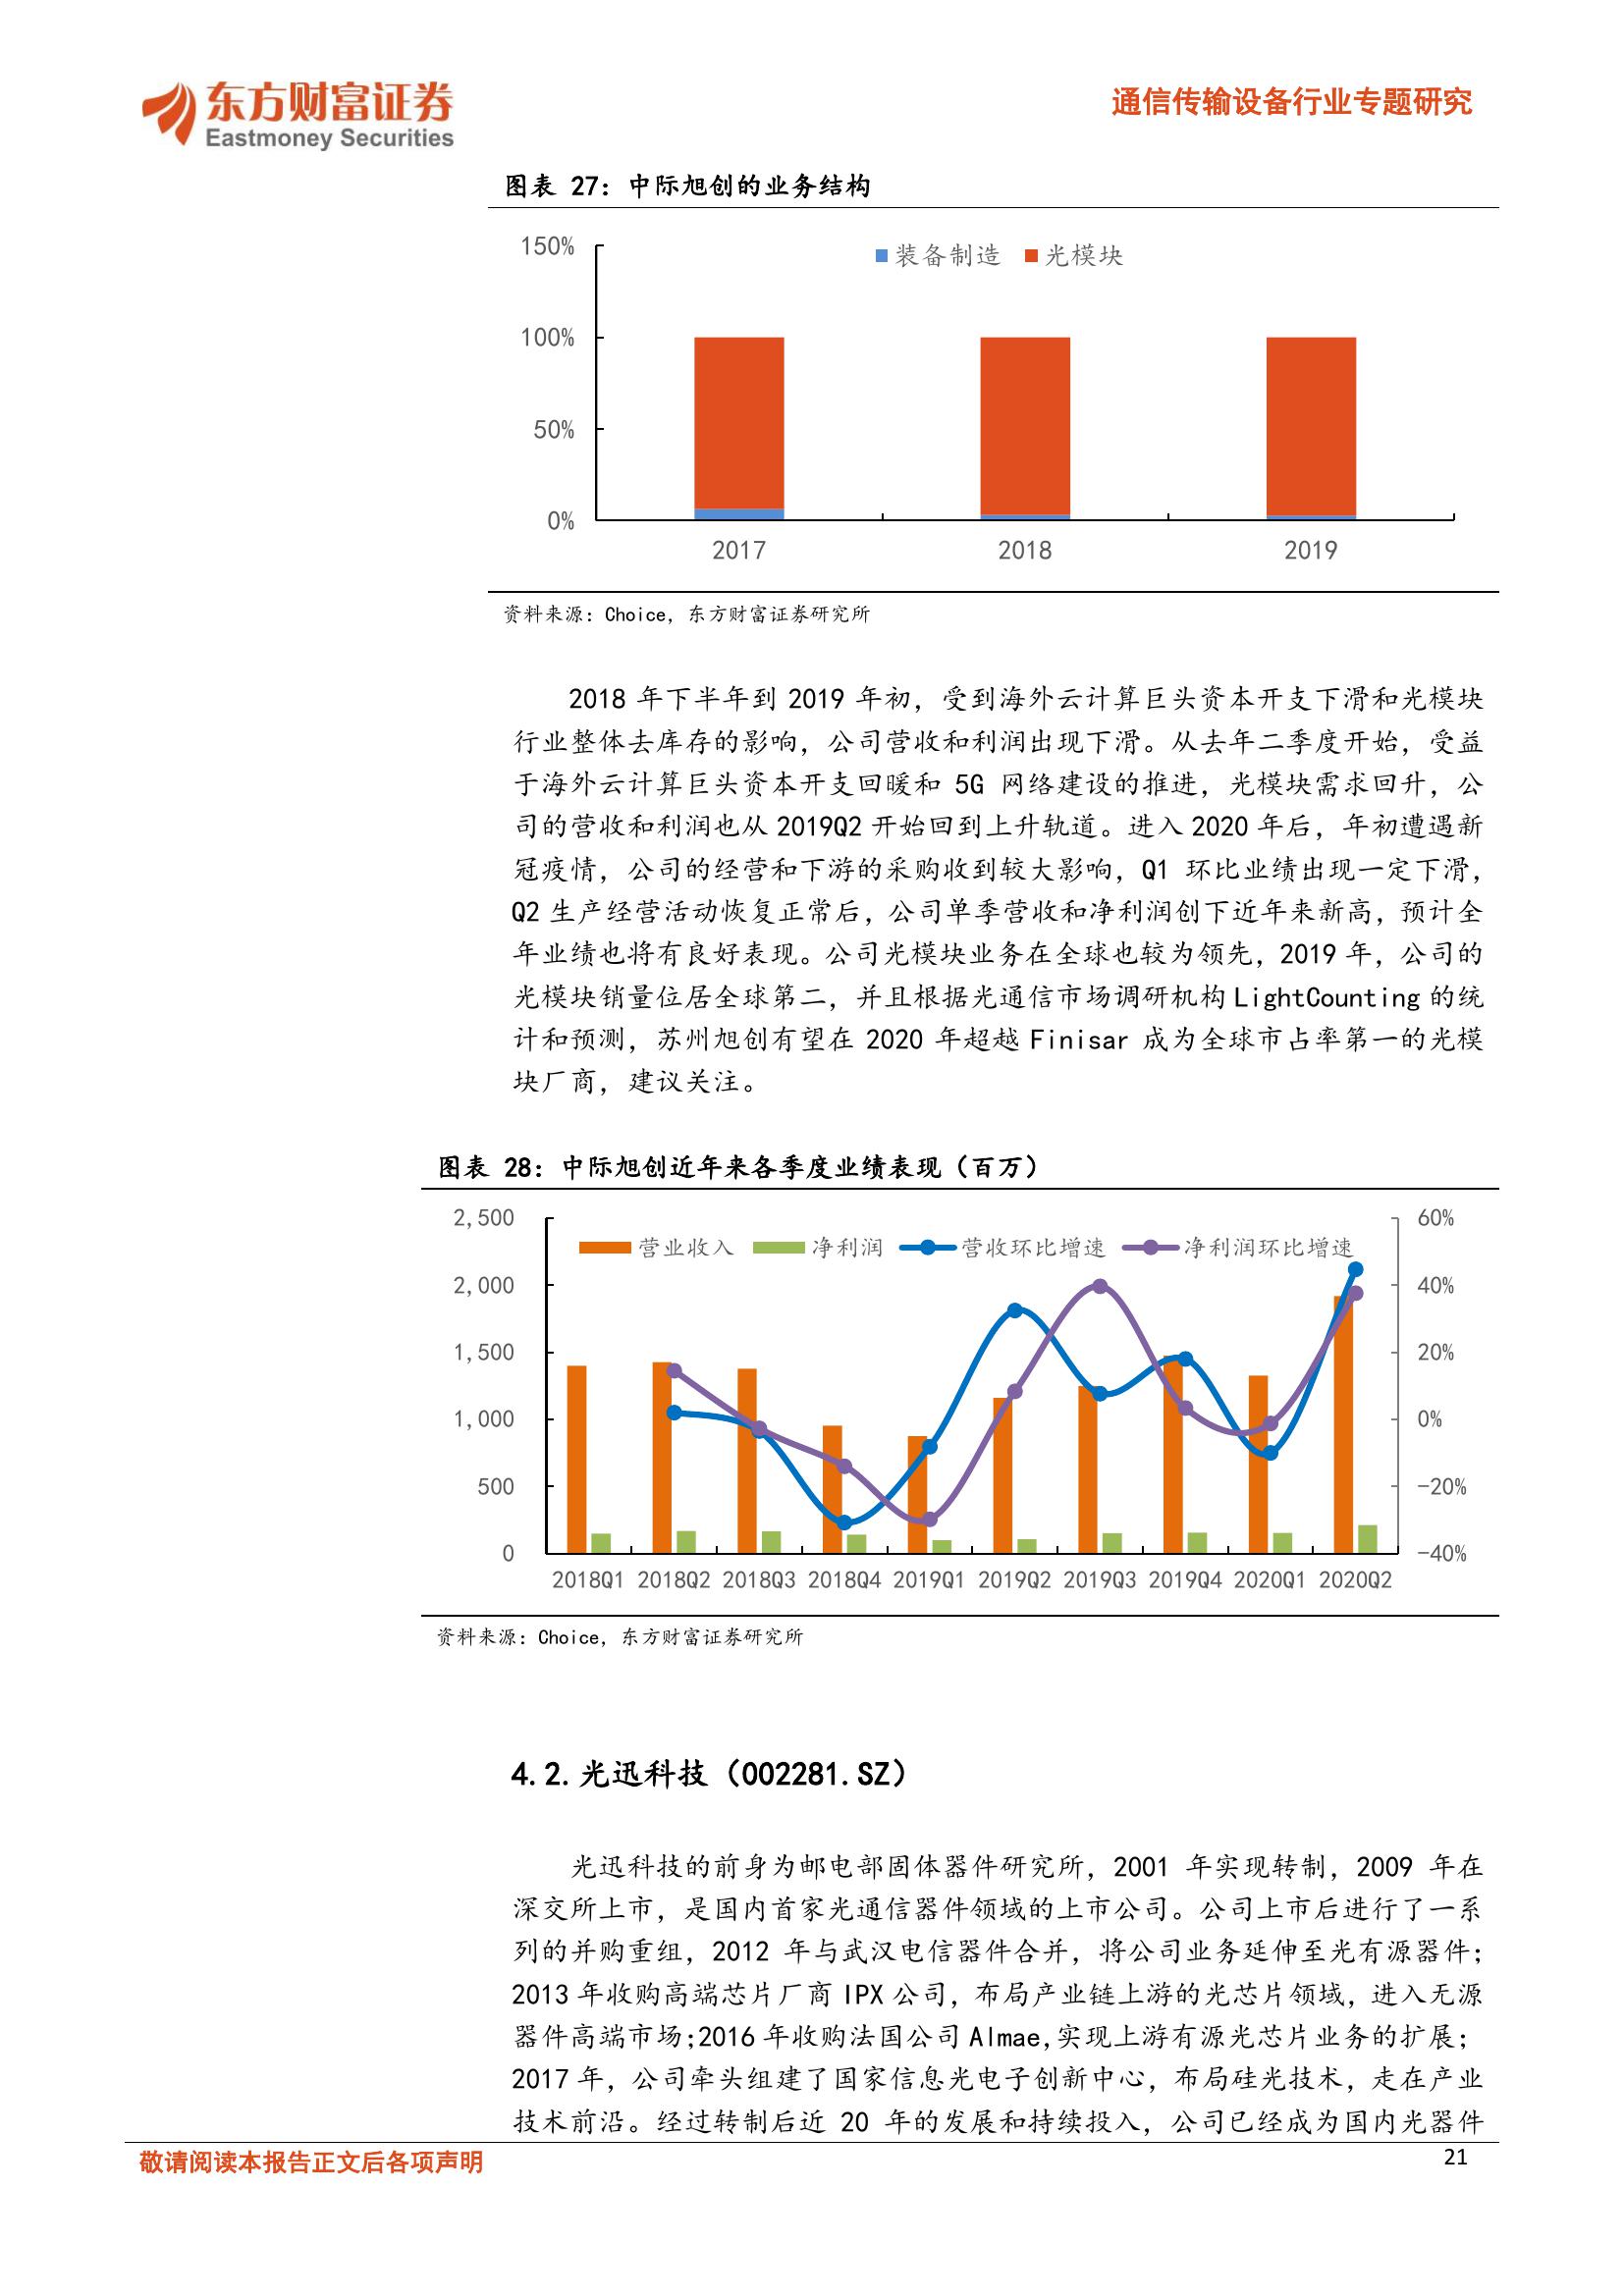 东方财富证券
Eastmoney Securities
通信传输设备行业专题研究
图表 27：中际旭创的业务结构
150%
装备制造 光模块
100%
50%
0%
2017 2018 2019
资料来源：Choice，东方财富证券研究所
2018 年下半年到 2019 年初，受到海外云计算巨头资本开支下滑和光模块
行业整体去库存的影响，公司营收和利润出现下滑。从去年二季度开始，受益
于海外云计算巨头资本开支回暖和 5G 网络建设的推进，光模块需求回升，公
司的营收和利润也从 2019Q2 开始回到上升轨道。进入 2020 年后，年初遭遇新
冠疫情，公司的经营和下游的采购收到较大影响，Q1 环比业绩出现一定下滑，
Q2 生产经营活动恢复正常后，公司单季营收和净利润创下近年来新高，预计全
年业绩也将有良好表现。公司光模块业务在全球也较为领先，2019 年，公司的
光模块销量位居全球第二，并且根据光通信市场调研机构 LightCounting 的统
计和预测，苏州旭创有望在 2020 年超越 Finisar 成为全球市占率第一的光模
块厂商，建议关注。
图表 28：中际旭创近年来各季度业绩表现（百万）
2,500 60%
营业收入 净利润 营收环比增速 净利润环比增速
2,000 40%
1,500 20%
1,000 0%
500 -20%
0 -40%
2018Q1 2018Q2 2018Q3 2018Q4 2019Q1 2019Q2 2019Q3 2019Q4 2020Q1 2020Q2
资料来源：Choice，东方财富证券研究所
4.2.光迅科技（002281.SZ）
光迅科技的前身为邮电部固体器件研究所，2001 年实现转制，2009 年在
深交所上市，是国内首家光通信器件领域的上市公司。公司上市后进行了一系
列的并购重组，2012 年与武汉电信器件合并，将公司业务延伸至光有源器件；
2013 年收购高端芯片厂商 IPX 公司，布局产业链上游的光芯片领域，进入无源
器件高端市场;2016 年收购法国公司 Almae,实现上游有源光芯片业务的扩展；
2017 年，公司牵头组建了国家信息光电子创新中心，布局硅光技术，走在产业
技术前沿。经过转制后近 20 年的发展和持续投入，公司已经成为国内光器件
敬请阅读本报告正文后各项声明
21